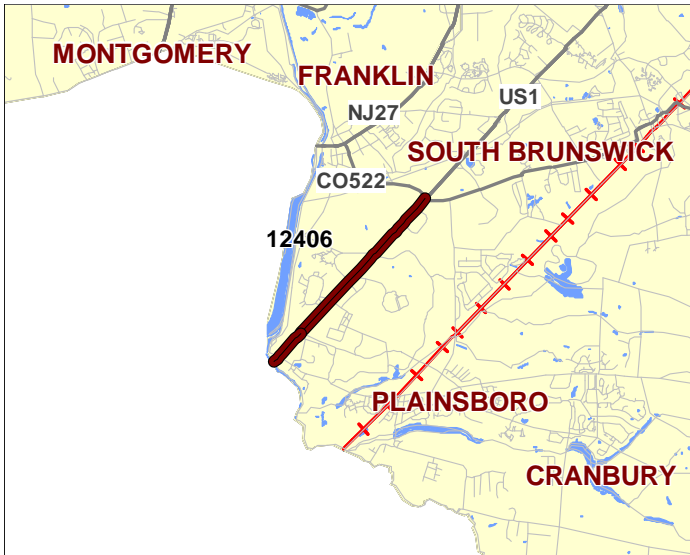 MONTGOMERY
FRANKLIN
US1
NJ27
SOUTH BRUNSWICK
CO522
12406
PLAINSBORO
CRANBURY